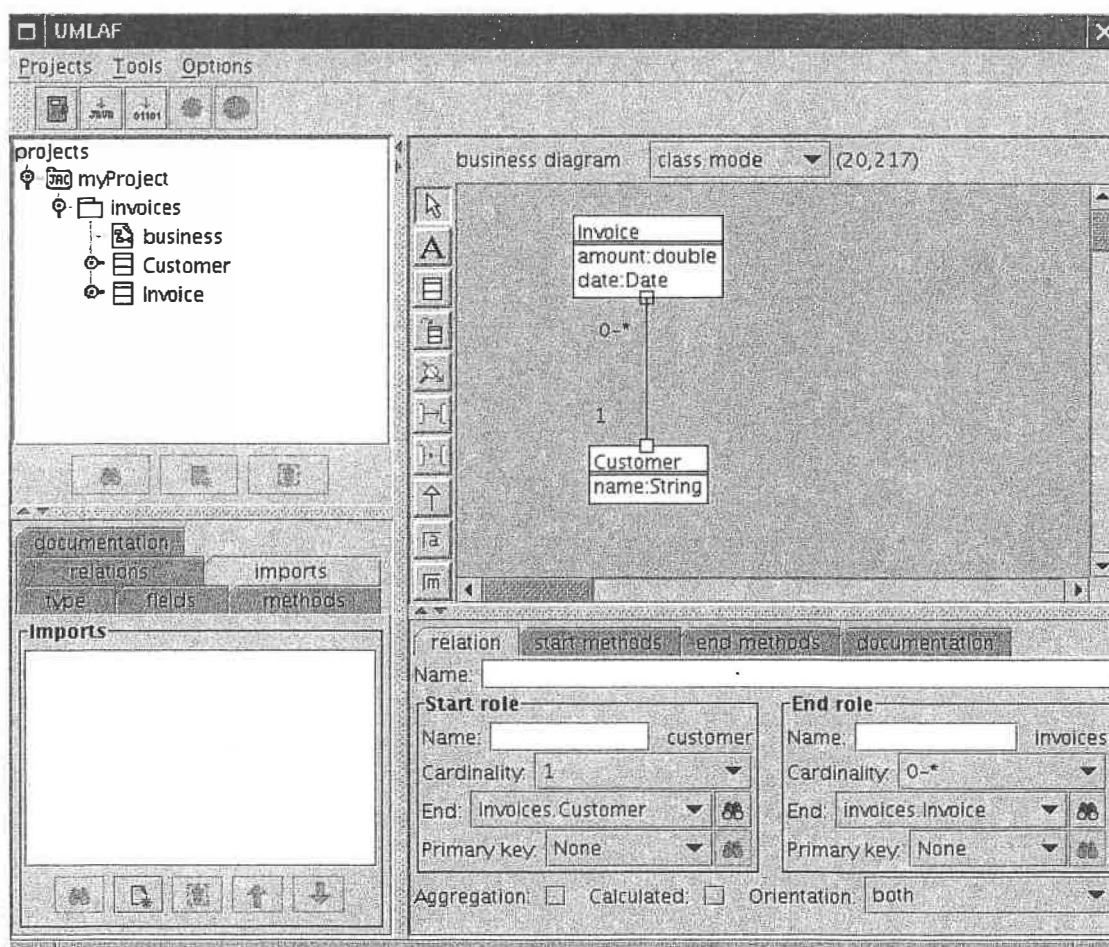 UMLAF
Projects Tools Options
JAVA 01101
projects
JAC myProject
invoices
business
Customer
Invoice
documentation
relations imports
type fields methods
Imports
business diagram class mode (20,217)
A
a
m
Invoice
amount:double
date:Date
0-*
1
Customer
name:String
relation start methods end methods documentation
Name:
Start role
Name: customer
Cardinality: 1
End: invoices.Customer
Primary key: None
End role
Name: invoices
Cardinality: 0-*
End: invoices.Invoice
Primary key: None
Aggregation: Calculated: Orientation: both